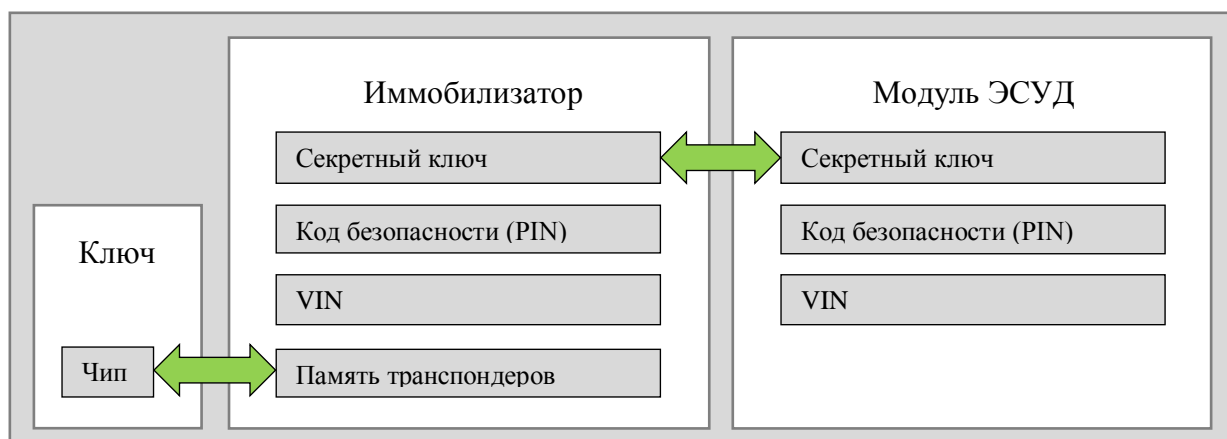 Иммобилизатор
Модуль ЭСУД
Секретный ключ
Секретный ключ
Код безопасности (PIN)
Код безопасности (PIN)
Ключ
VIN
VIN
Чип
Память транспондеров